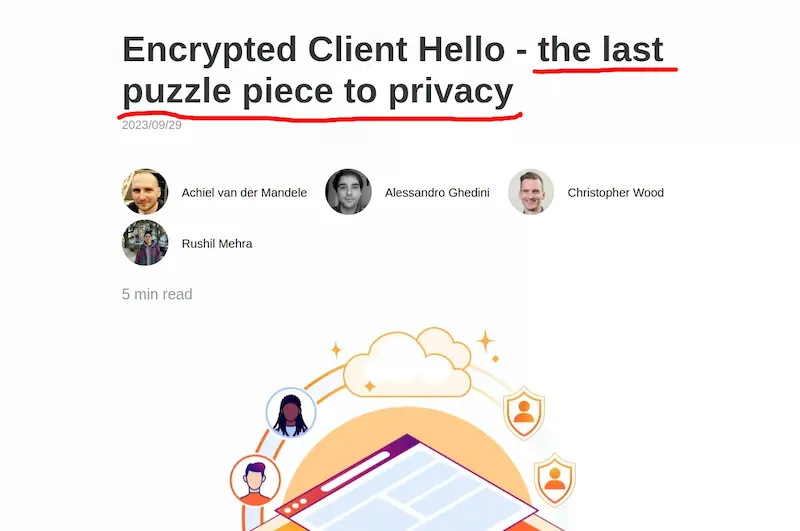 Encrypted Client Hello - the last
puzzle piece to privacy
2023/09/29
Achiel van der Mandele
Alessandro Ghedini
Christopher Wood
Rushil Mehra
5 min read